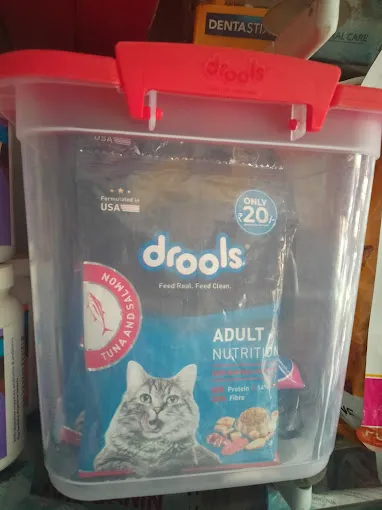 DENTASTIX
drools
USA
Formulated in
USA
ONLY
₹20/-
drools
Feed Real. Feed Clean.
TUNA AND SALMON
ADULT
NUTRITION
Protein
Fibre